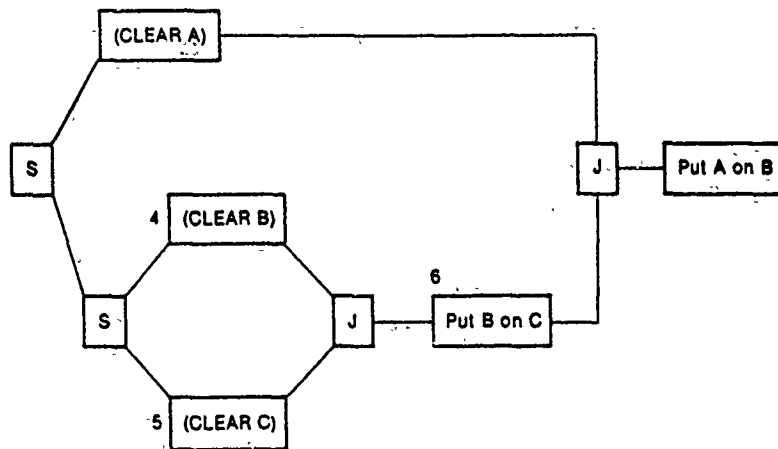 (CLEAR A)
S
J
Put A on B
4
(CLEAR B)
6
S
J
Put B on C
5
(CLEAR C)